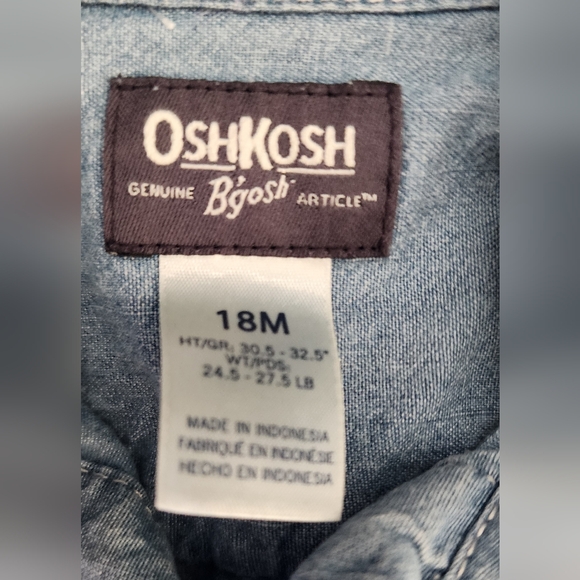 OSHKOSH
GENUINE B'gosh ARTICLE™
18M
HT/GR: 30.5 - 32.5"
WT/PDS:
24.5 - 27.5 LB
MADE IN INDONESIA
FABRIQUÉ EN INDONÉSIE
HECHO EN INDONESIA